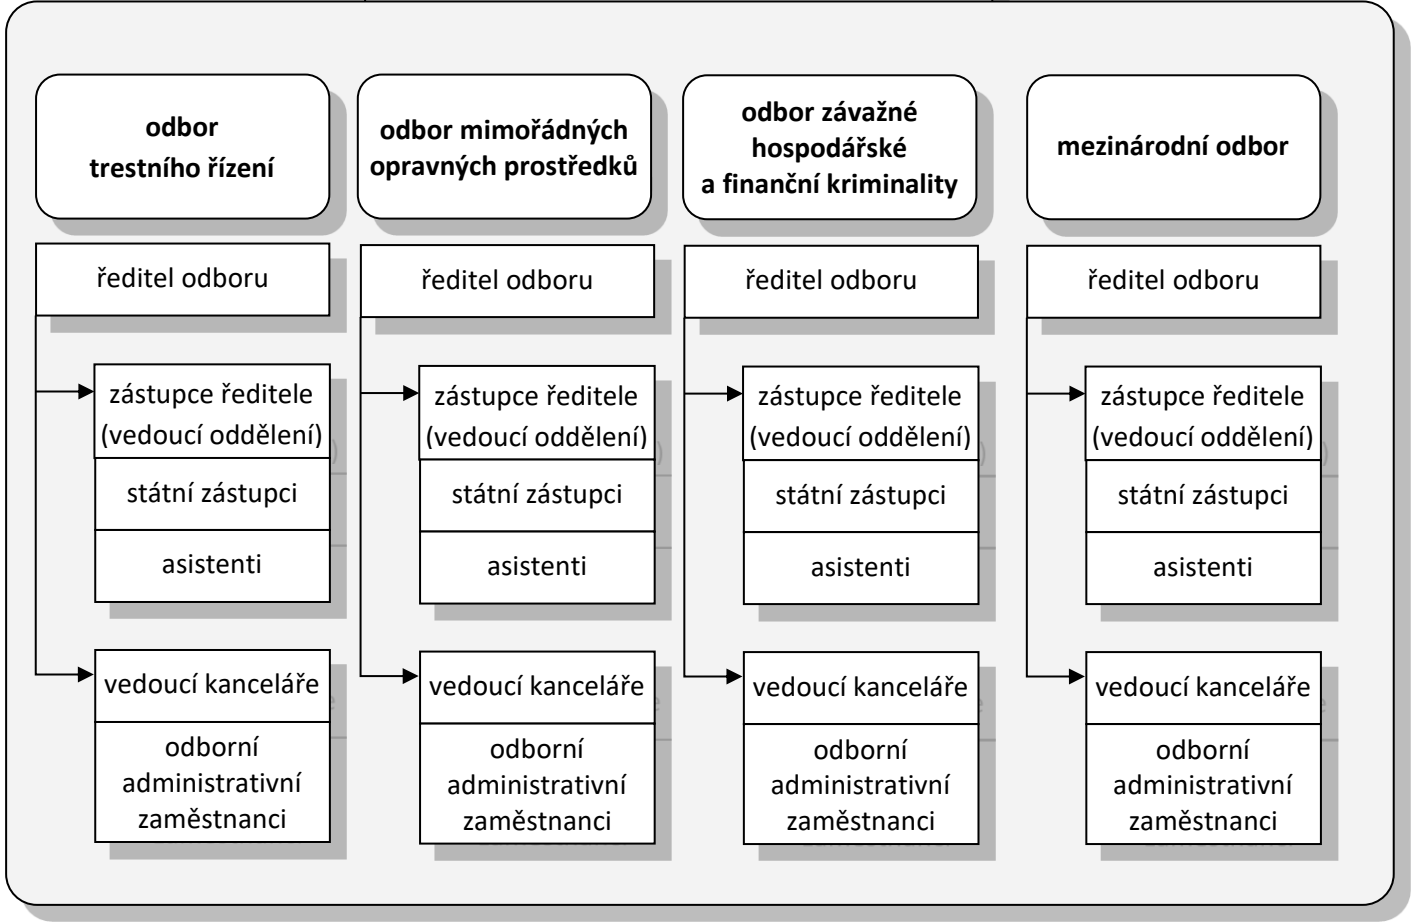 odbor
trestního řízení
ředitel odboru
zástupce ředitele
(vedoucí oddělení)
státní zástupci
asistenti
vedoucí kanceláře
odborní
administrativní
zaměstnanci
odbor mimořádných
opravných prostředků
ředitel odboru
zástupce ředitele
(vedoucí oddělení)
státní zástupci
asistenti
vedoucí kanceláře
odborní
administrativní
zaměstnanci
odbor závažné
hospodářské
a finanční kriminality
ředitel odboru
zástupce ředitele
(vedoucí oddělení)
státní zástupci
asistenti
vedoucí kanceláře
odborní
administrativní
zaměstnanci
mezinárodní odbor
ředitel odboru
zástupce ředitele
(vedoucí oddělení)
státní zástupci
asistenti
vedoucí kanceláře
odborní
administrativní
zaměstnanci